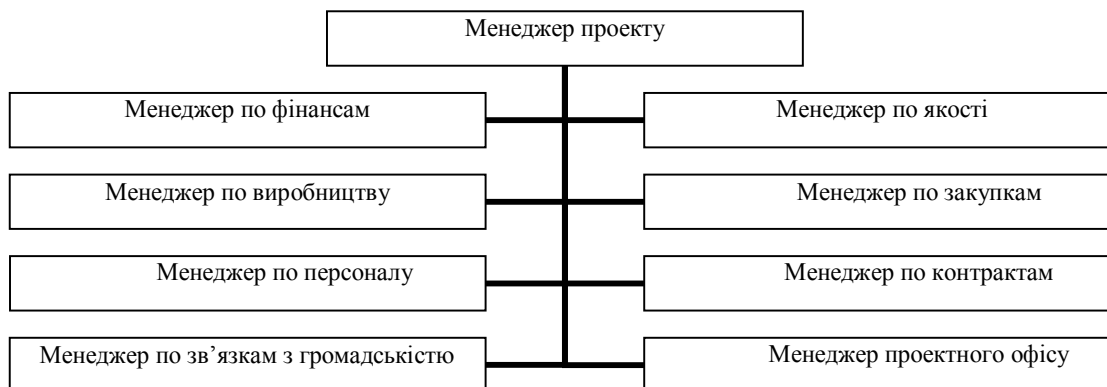 Менеджер проекту
Менеджер по фінансам
Менеджер по якості
Менеджер по виробництву
Менеджер по закупкам
Менеджер по персоналу
Менеджер по контрактам
Менеджер по зв’язкам з громадськістю
Менеджер проектного офісу